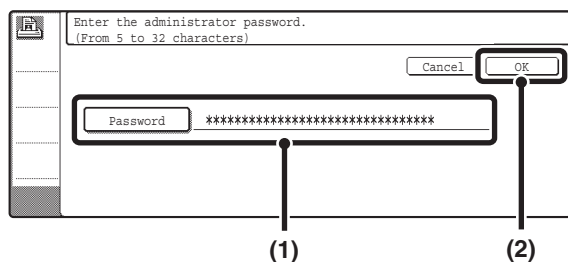 Enter the administrator password.
(From 5 to 32 characters)
Cancel OK
Password ********************************
(1) (2)